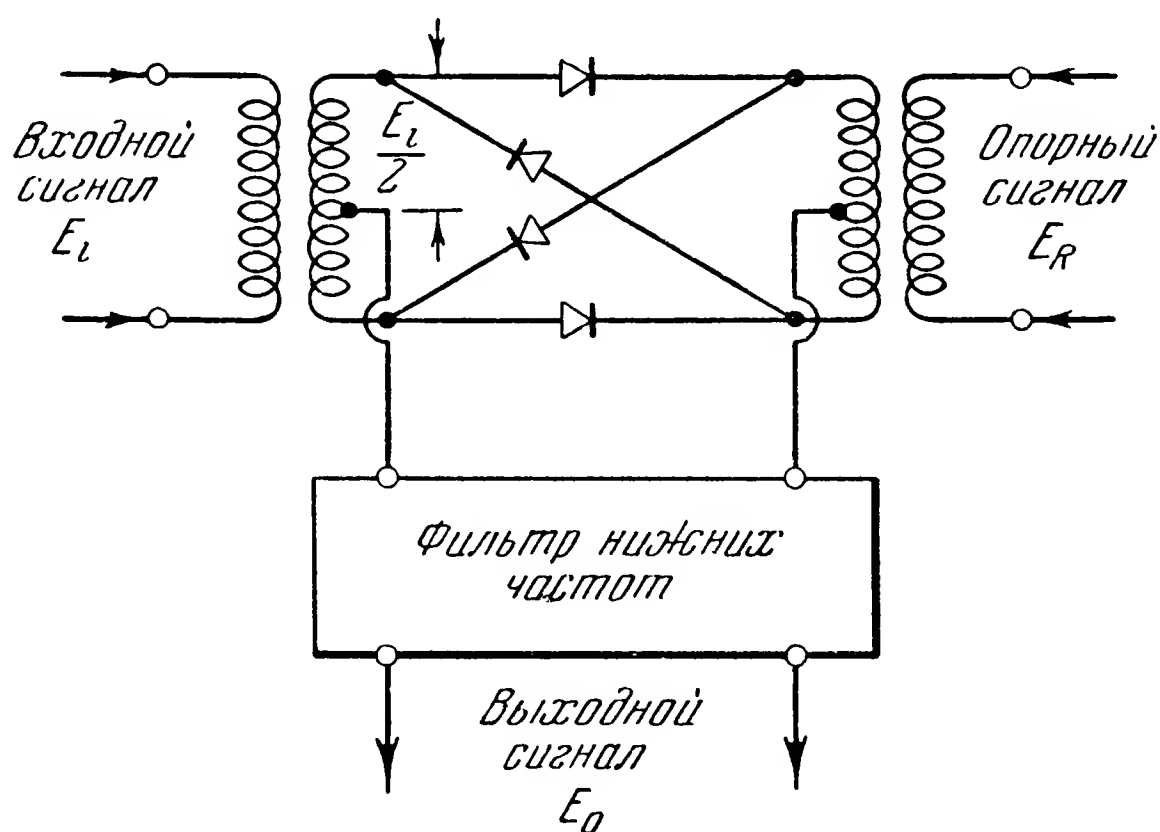 Входной
сигнал
E_i
E_i
2
Опорный
сигнал
E_R
Фильтр нижних
частот
Выходной
сигнал
E_0